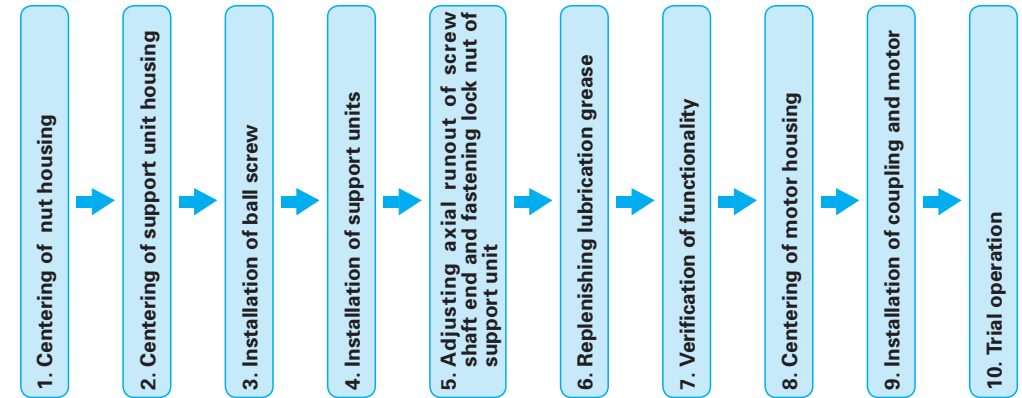 1. Centering of nut housing
2. Centering of support unit housing
3. Installation of ball screw
4. Installation of support units
5. Adjusting axial runout of screw
shaft end and fastening lock nut of
support unit
6. Replenishing lubrication grease
7. Verification of functionality
8. Centering of motor housing
9. Installation of coupling and motor
10. Trial operation